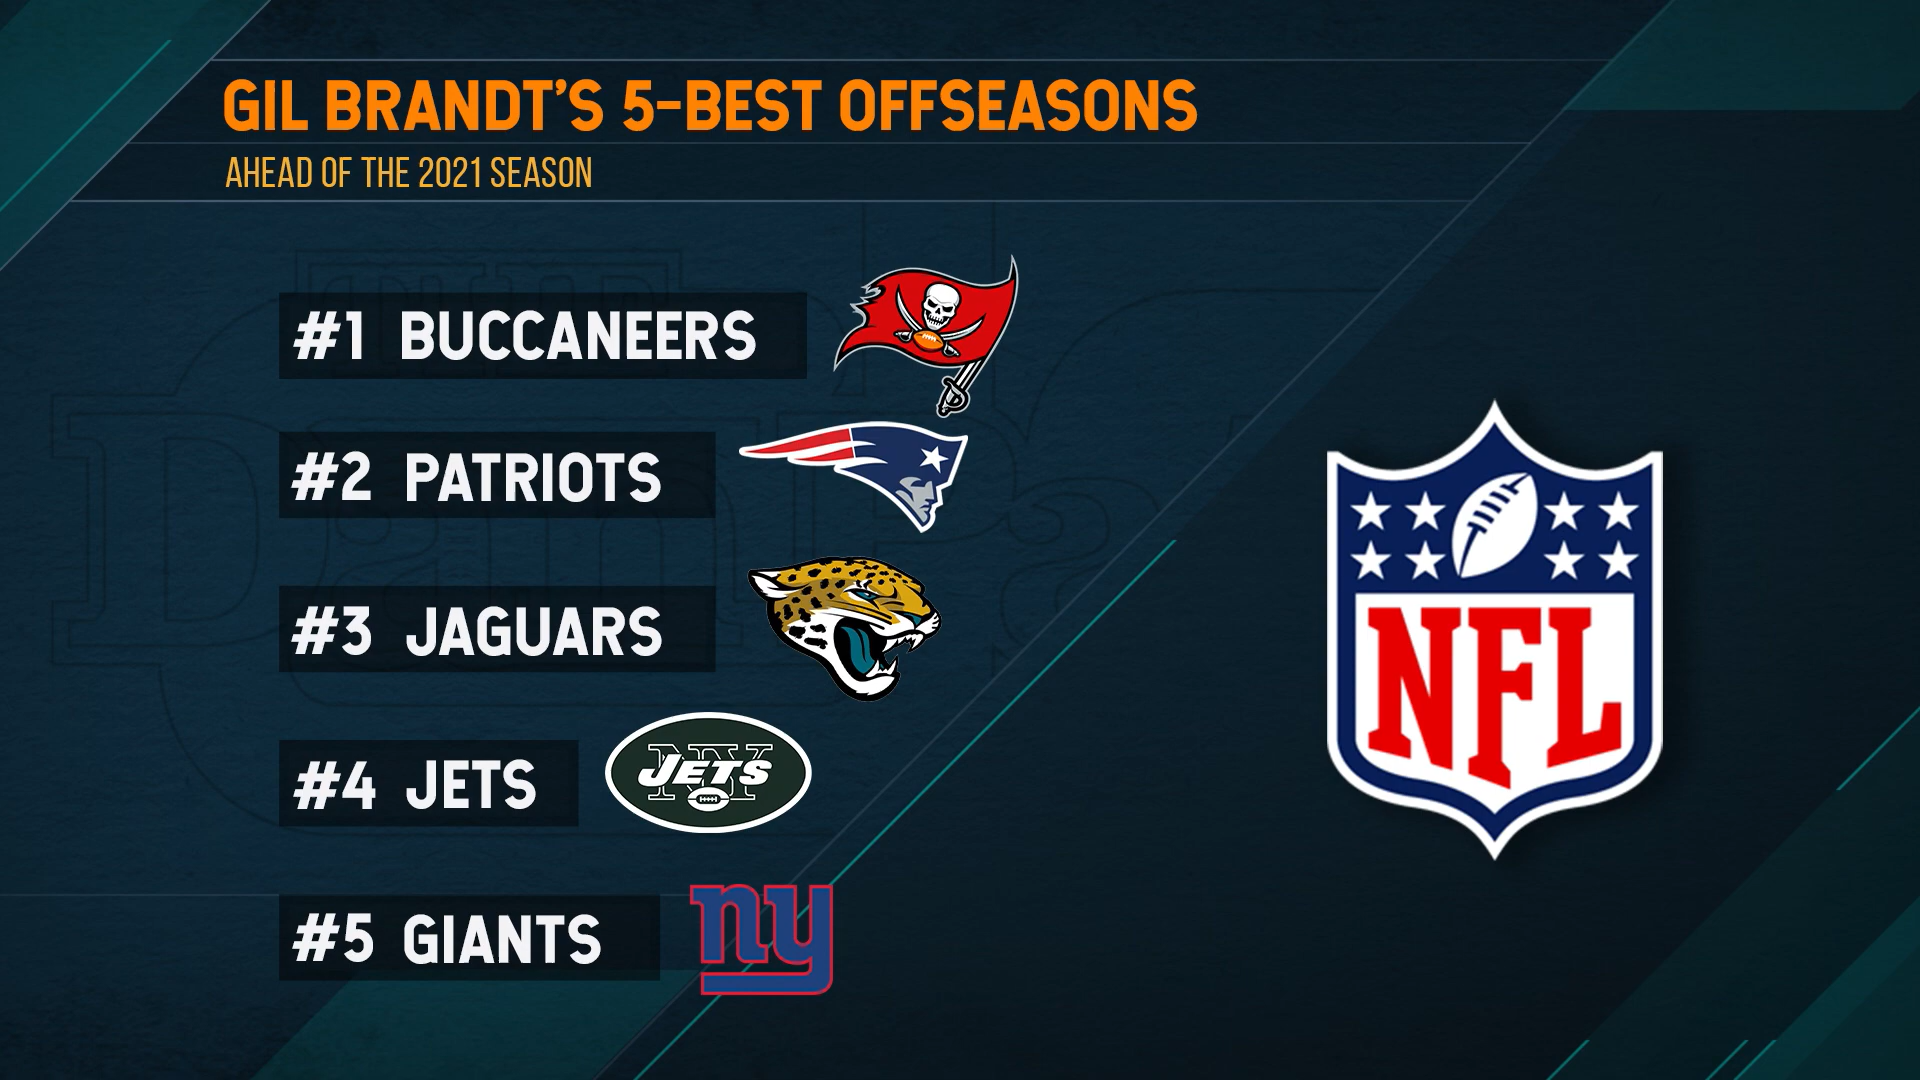 GIL BRANDT'S 5-BEST OFFSEASONS
AHEAD OF THE 2021 SEASON
#1 BUCCANEERS
#2 PATRIOTS
#3 JAGUARS
#4 JETS
NY JETS
#5 GIANTS
ny
NFL